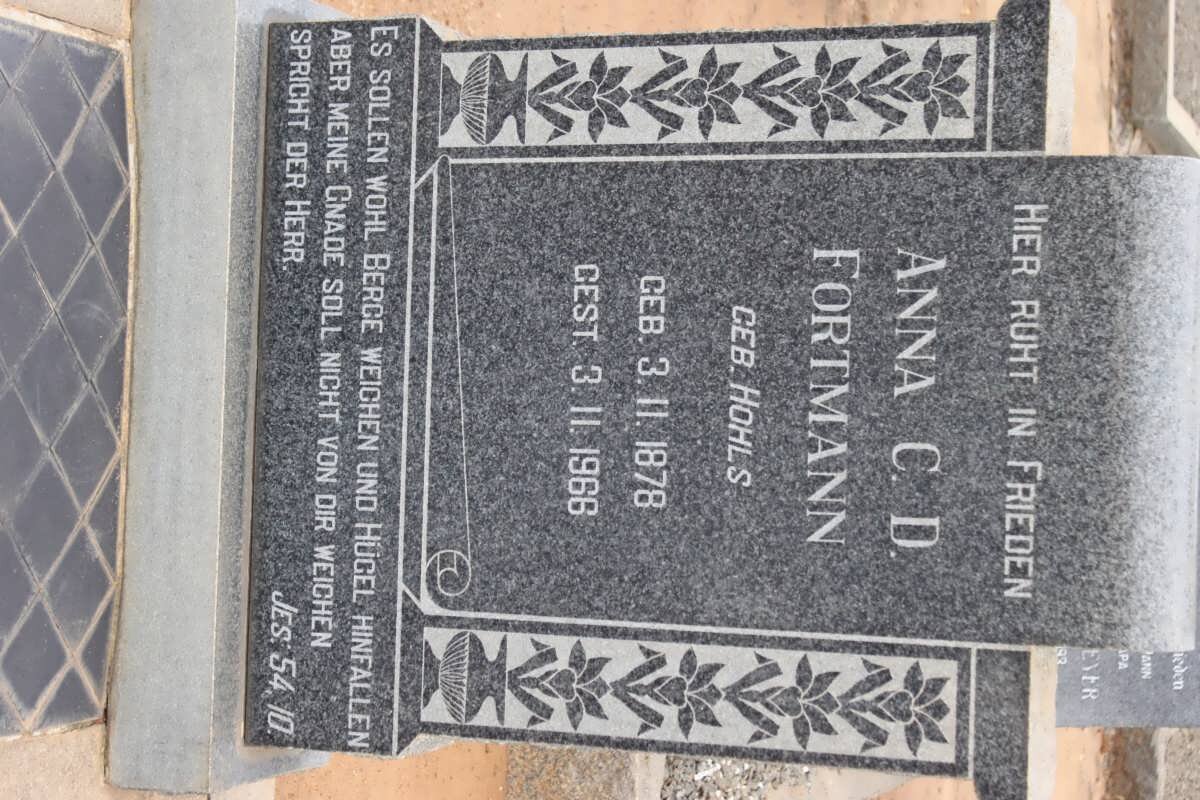 HIER RUHT IN FRIEDEN
ANNA C. D.
FORTMANN
GEB. HOHLS
GEB. 3. 11. 1878
GEST. 3. 11. 1966
ES SOLLEN WOHL BERGE WEICHEN UND HÜGEL HINFALLEN
ABER MEINE GNADE SOLL NICHT VON DIR WEICHEN
SPRICHT DER HERR.
JES: 54, 10.